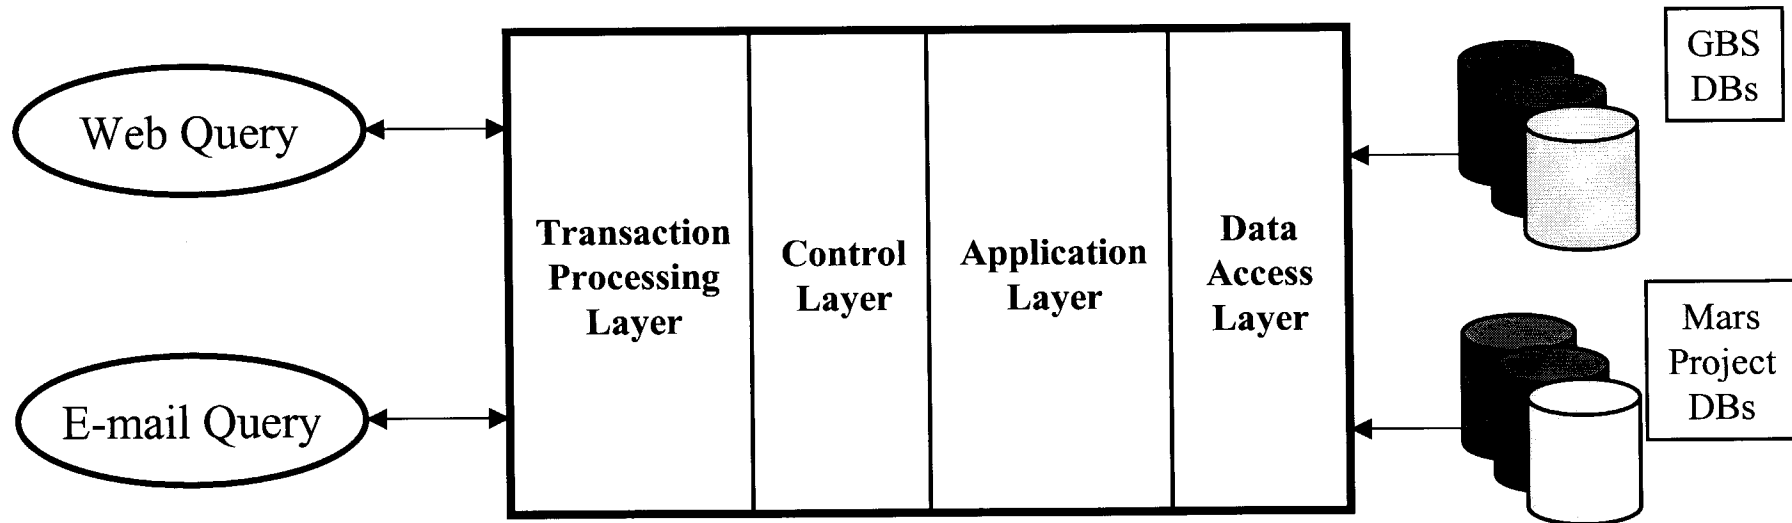 Web Query
E-mail Query
Transaction
Processing
Layer
Control
Layer
Application
Layer
Data
Access
Layer
GBS
DBs
Mars
Project
DBs